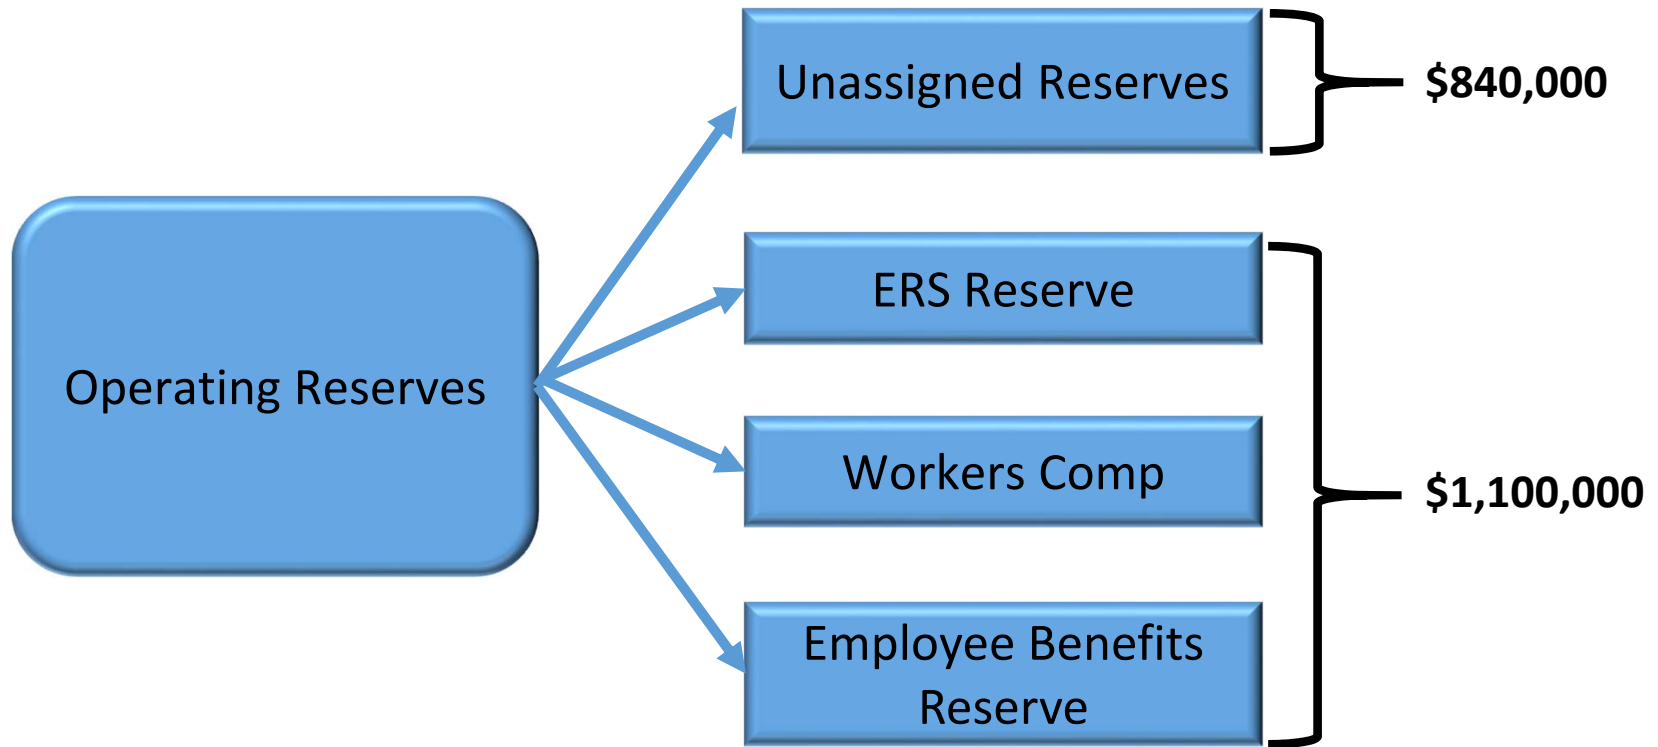 Unassigned Reserves
$840,000
ERS Reserve
Operating Reserves
Workers Comp
$1,100,000
Employee Benefits
Reserve